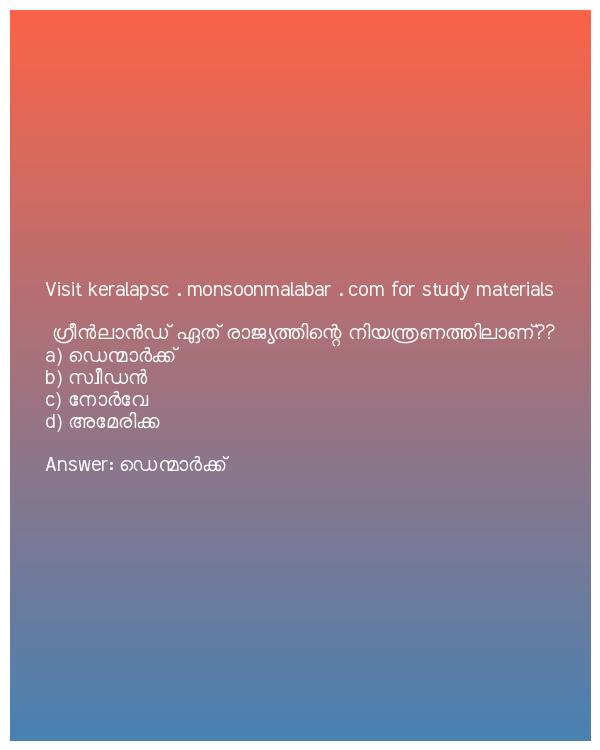 Visit keralapsc . monsoonmalabar . com for study materials
ഗ്രീൻലാൻഡ് ഏത് രാജ്യത്തിന്റെ നിയന്ത്രണത്തിലാണ്??
a) ഡെന്മാർക്ക്
b) സ്വീഡൻ
c) നോർവേ
d) അമേരിക്ക
Answer: ഡെന്മാർക്ക്